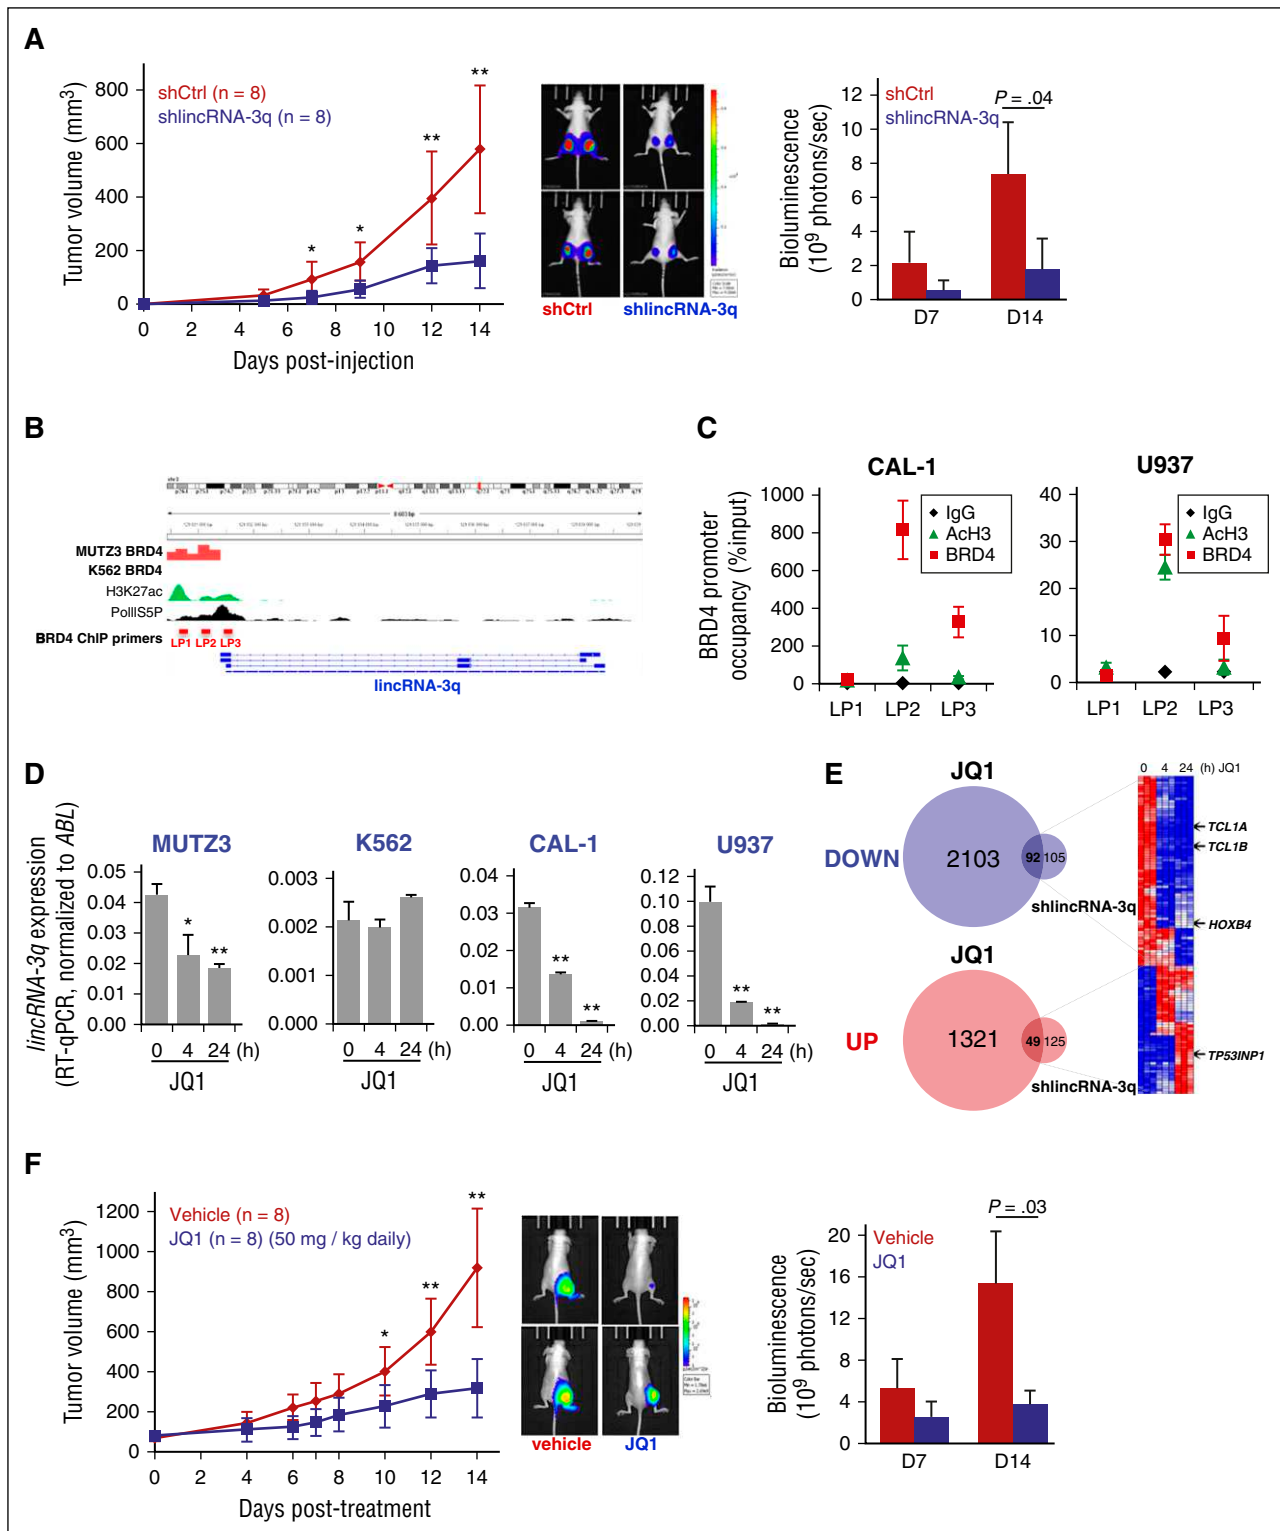 A
Tumor volume (mm3)
800
600
400
200
0
shCtrl (n = 8)
shlincRNA-3q (n = 8)
*
*
**
**
0 2 4 6 8 10 12 14
Days post-injection
shCtrl shlincRNA-3q
Bioluminescence
(10^9 photons/sec)
12
10
8
6
4
2
0
shCtrl
shlincRNA-3q
P = .04
D7 D14
B
MUTZ3 BRD4
K562 BRD4
H3K27ac
PolIIS5P
BRD4 ChIP primers
LP1 LP2 LP3
lincRNA-3q
C
BRD4 promoter
occupancy (%input)
CAL-1
1000
800
600
400
200
0
IgG
AcH3
BRD4
LP1 LP2 LP3
U937
40
30
20
10
0
IgG
AcH3
BRD4
LP1 LP2 LP3
D
lincRNA-3q expression
(RT-qPCR, normalized to ABL)
MUTZ3
0.05
0.04
0.03
0.02
0.01
0.00
*
**
0 4 24 (h)
JQ1
K562
0.003
0.002
0.001
0.000
0 4 24 (h)
JQ1
CAL-1
0.04
0.03
0.02
0.01
0.00
**
**
0 4 24 (h)
JQ1
U937
0.12
0.10
0.08
0.06
0.04
0.02
0.00
**
**
0 4 24 (h)
JQ1
E
JQ1
DOWN
2103
92 105
shlincRNA-3q
JQ1
UP
1321
49 125
shlincRNA-3q
0 4 24 (h) JQ1
TCL1A
TCL1B
HOXB4
TP53INP1
F
Tumor volume (mm3)
1200
1000
800
600
400
200
0
Vehicle (n = 8)
JQ1 (n = 8) (50 mg / kg daily)
*
**
**
0 2 4 6 8 10 12 14
Days post-treatment
vehicle JQ1
Bioluminescence
(10^9 photons/sec)
20
16
12
8
4
0
Vehicle
JQ1
P = .03
D7 D14